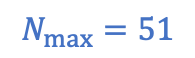 N_max = 51